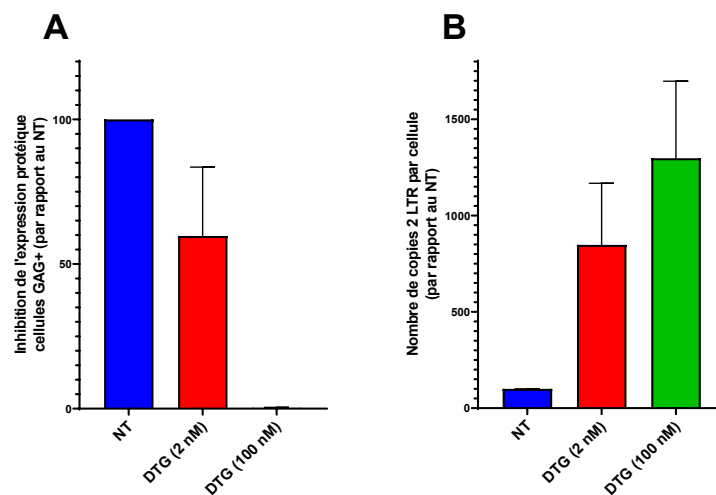 A
Inhibition de l'expression protéique
cellules GAG+ (par rapport au NT)
100
50
0
NT
DTG (2 nM)
DTG (100 nM)
B
Nombre de copies 2 LTR par cellule
(par rapport au NT)
1500
1000
500
0
NT
DTG (2 nM)
DTG (100 nM)